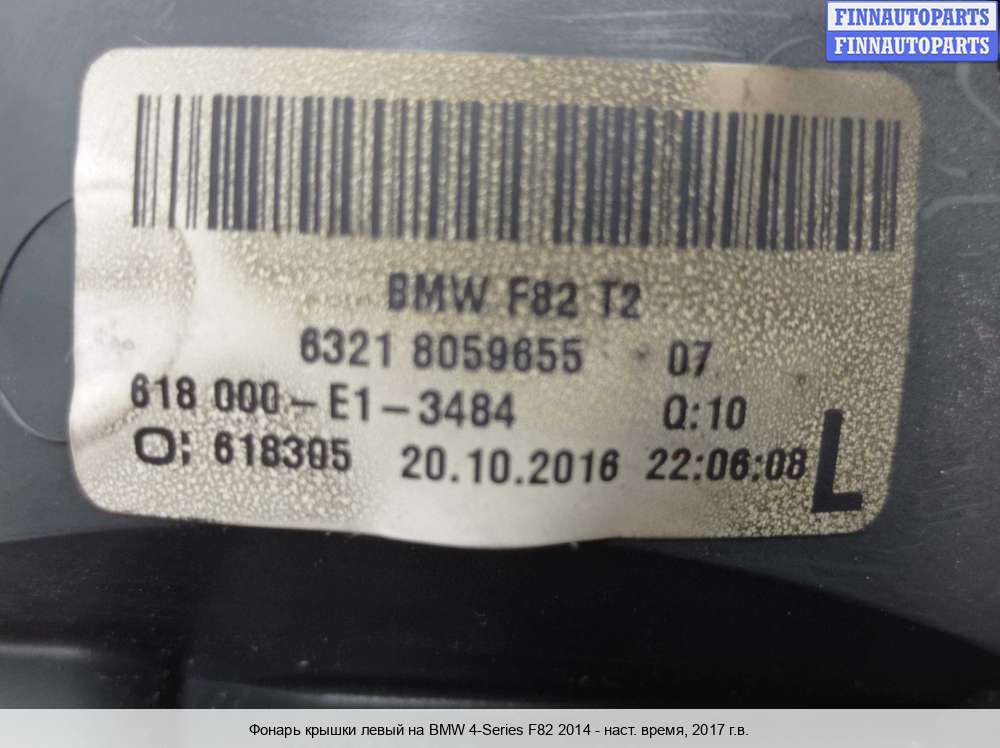 FINNAUTOPARTS
FINNAUTOPARTS
BMW F82 T2
6321 8059655 07
618 000-E1-3484 Q:10
O; 618305 20.10.2016 22:06:08 L
Фонарь крышки левый на BMW 4-Series F82 2014 - наст. время, 2017 г.в.